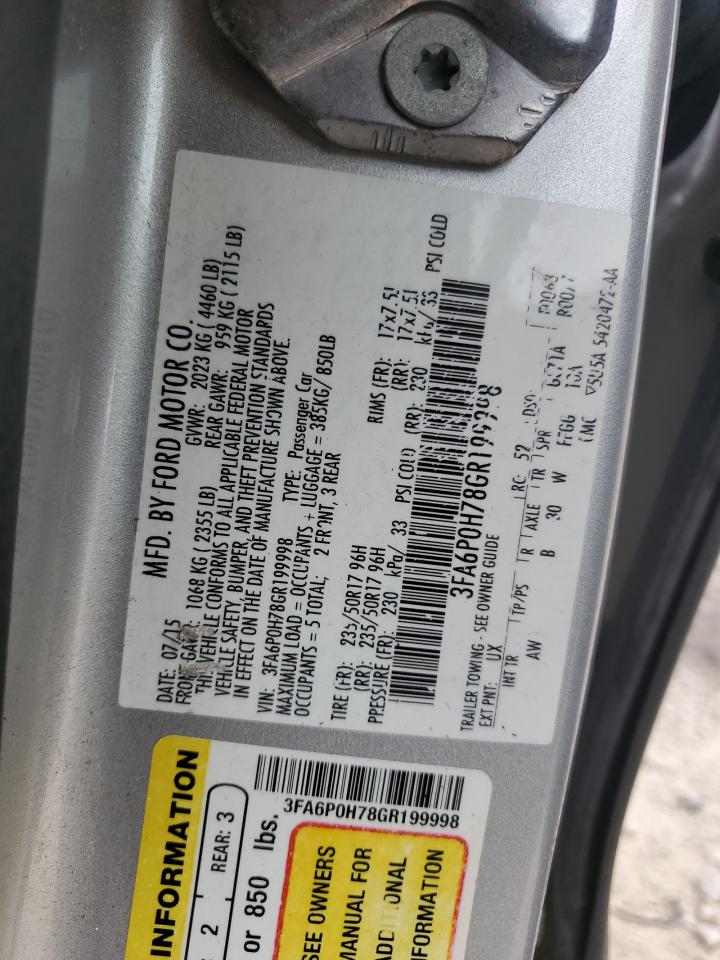 MFD. BY FORD MOTOR CO.
DATE: 07/15 GVWR: 2023 KG ( 4460 LB)
FRONT GAWR: 1068 KG ( 2355 LB) REAR GAWR: 959 KG ( 2115 LB)
THIS VEHICLE CONFORMS TO ALL APPLICABLE FEDERAL MOTOR
VEHICLE SAFETY, BUMPER, AND THEFT PREVENTION STANDARDS
IN EFFECT ON THE DATE OF MANUFACTURE SHOWN ABOVE.
VIN: 3FA6P0H78GR199998 TYPE: Passenger Car
MAXIMUM LOAD = OCCUPANTS + LUGGAGE = 385KG/ 850LB
OCCUPANTS = 5 TOTAL; 2 FRONT, 3 REAR
TIRE (FR): 235/50R17 96H RIMS (FR): 17x7.5J
(RR): 235/50R17 96H (RR): 17x7.5J
PRESSURE (FR): 230 kPa/ 33 PSI COLD (RR): 230 kPa/ 33 PSI COLD
3FA6P0H78GR199998
TRAILER TOWING - SEE OWNER GUIDE
EXT PNT: UX RC: 52 DSO:
INT TR TP/PS R AXLE TR SPR
AW B 30 W
INFORMATION
2 REAR: 3
or 850 lbs.
3FA6P0H78GR199998
SEE OWNERS
MANUAL FOR
ADDITIONAL
INFORMATION